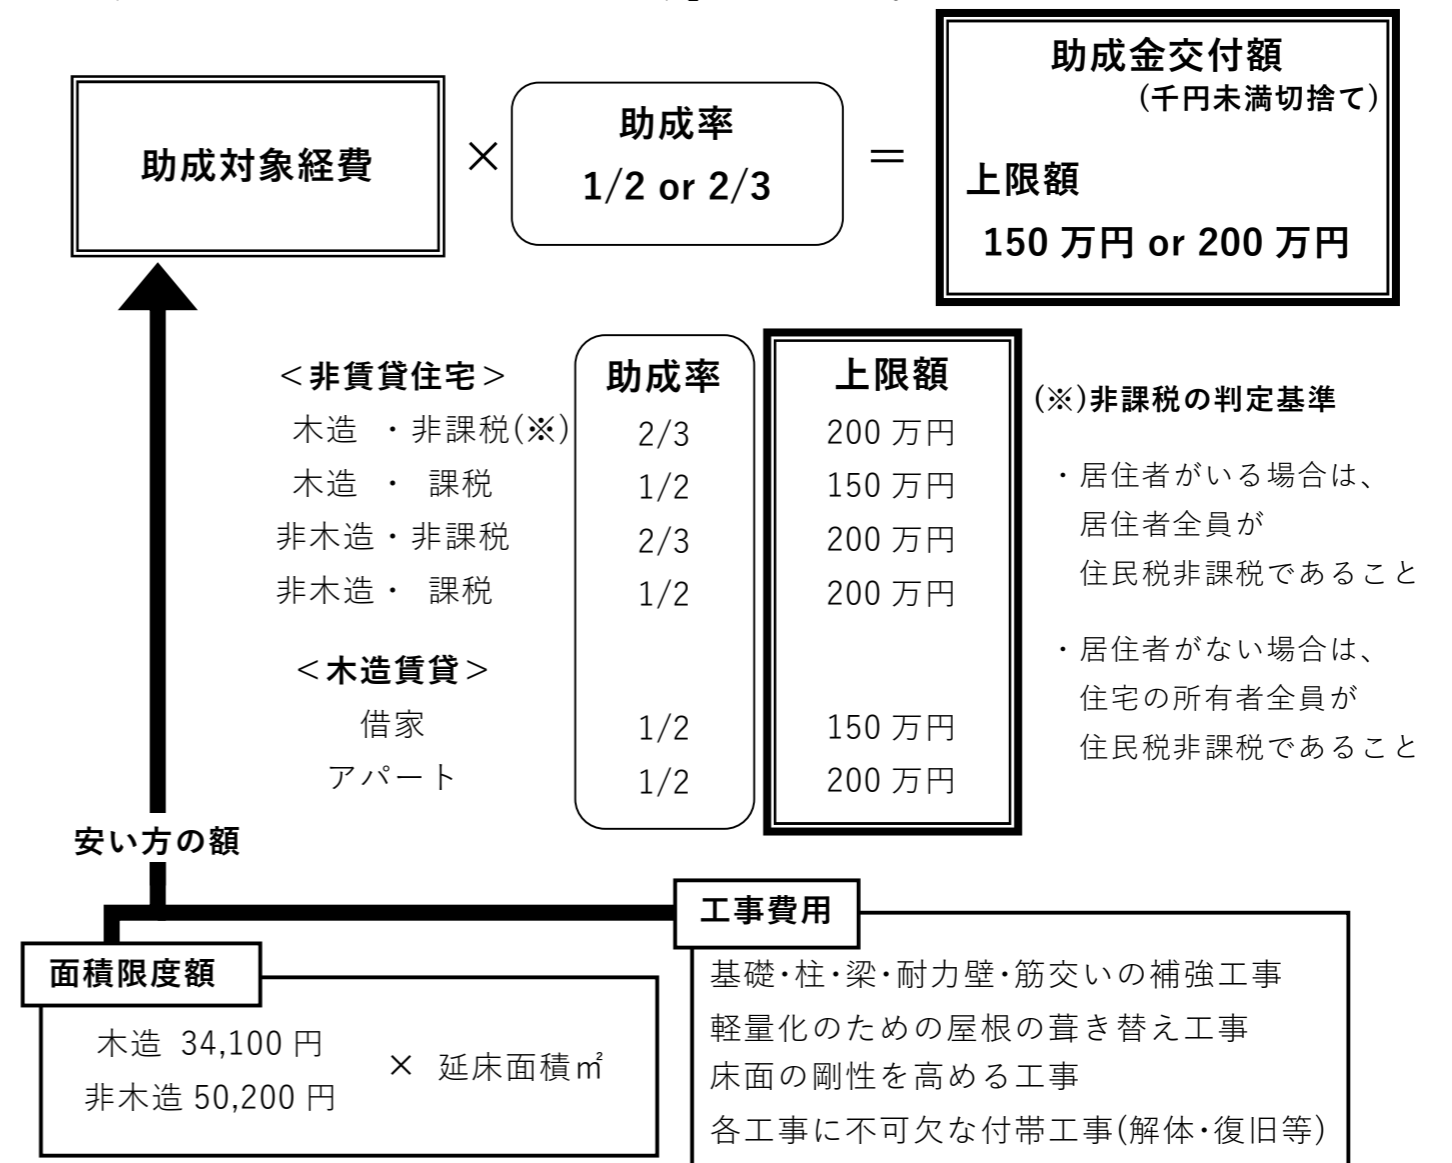 助成対象経費
×
助成率
1/2 or 2/3
＝
助成金交付額
(千円未満切捨て)
上限額
150 万円 or 200 万円
＜非賃貸住宅＞ 助成率 上限額
木造 ・非課税(※) 2/3 200 万円
木造 ・ 課税 1/2 150 万円
非木造・非課税 2/3 200 万円
非木造・ 課税 1/2 200 万円
＜木造賃貸＞
借家 1/2 150 万円
アパート 1/2 200 万円
(※)非課税の判定基準
・居住者がいる場合は、
居住者全員が
住民税非課税であること
・居住者がない場合は、
住宅の所有者全員が
住民税非課税であること
安い方の額
面積限度額
木造 34,100 円
非木造 50,200 円
× 延床面積㎡
工事費用
基礎･柱･梁･耐力壁･筋交いの補強工事
軽量化のための屋根の葺き替え工事
床面の剛性を高める工事
各工事に不可欠な付帯工事(解体･復旧等)